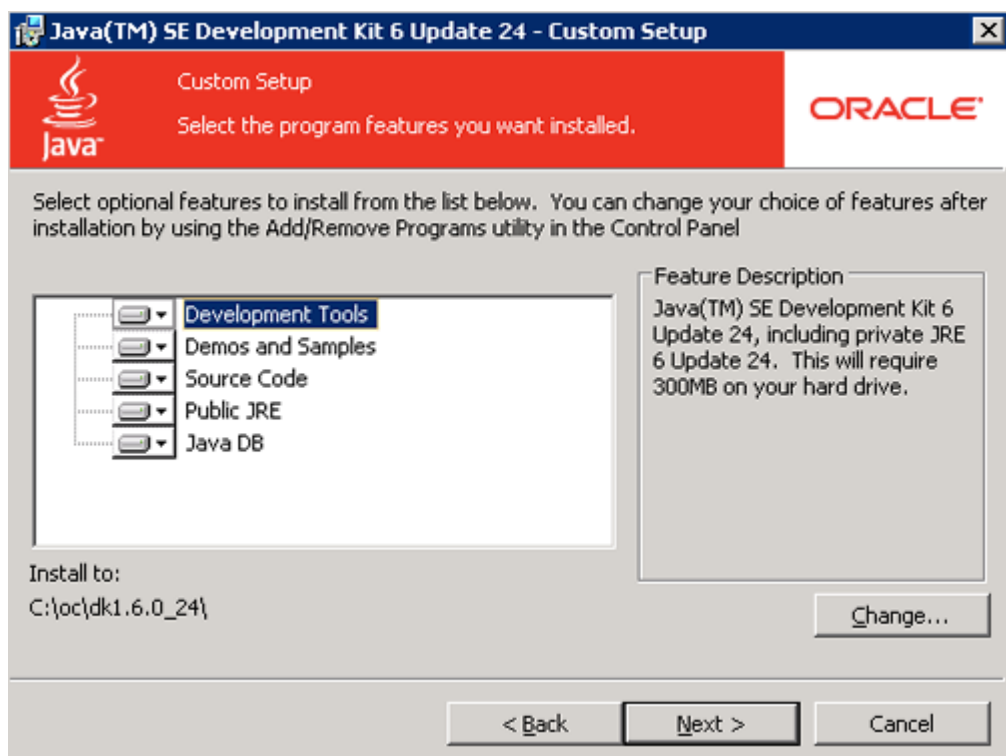 Java(TM) SE Development Kit 6 Update 24 - Custom Setup
Custom Setup
Select the program features you want installed.
Java
ORACLE
Select optional features to install from the list below. You can change your choice of features after
installation by using the Add/Remove Programs utility in the Control Panel
Development Tools
Demos and Samples
Source Code
Public JRE
Java DB
Feature Description
Java(TM) SE Development Kit 6
Update 24, including private JRE
6 Update 24. This will require
300MB on your hard drive.
Install to:
C:\oc\dk1.6.0_24\
Change...
< Back
Next >
Cancel